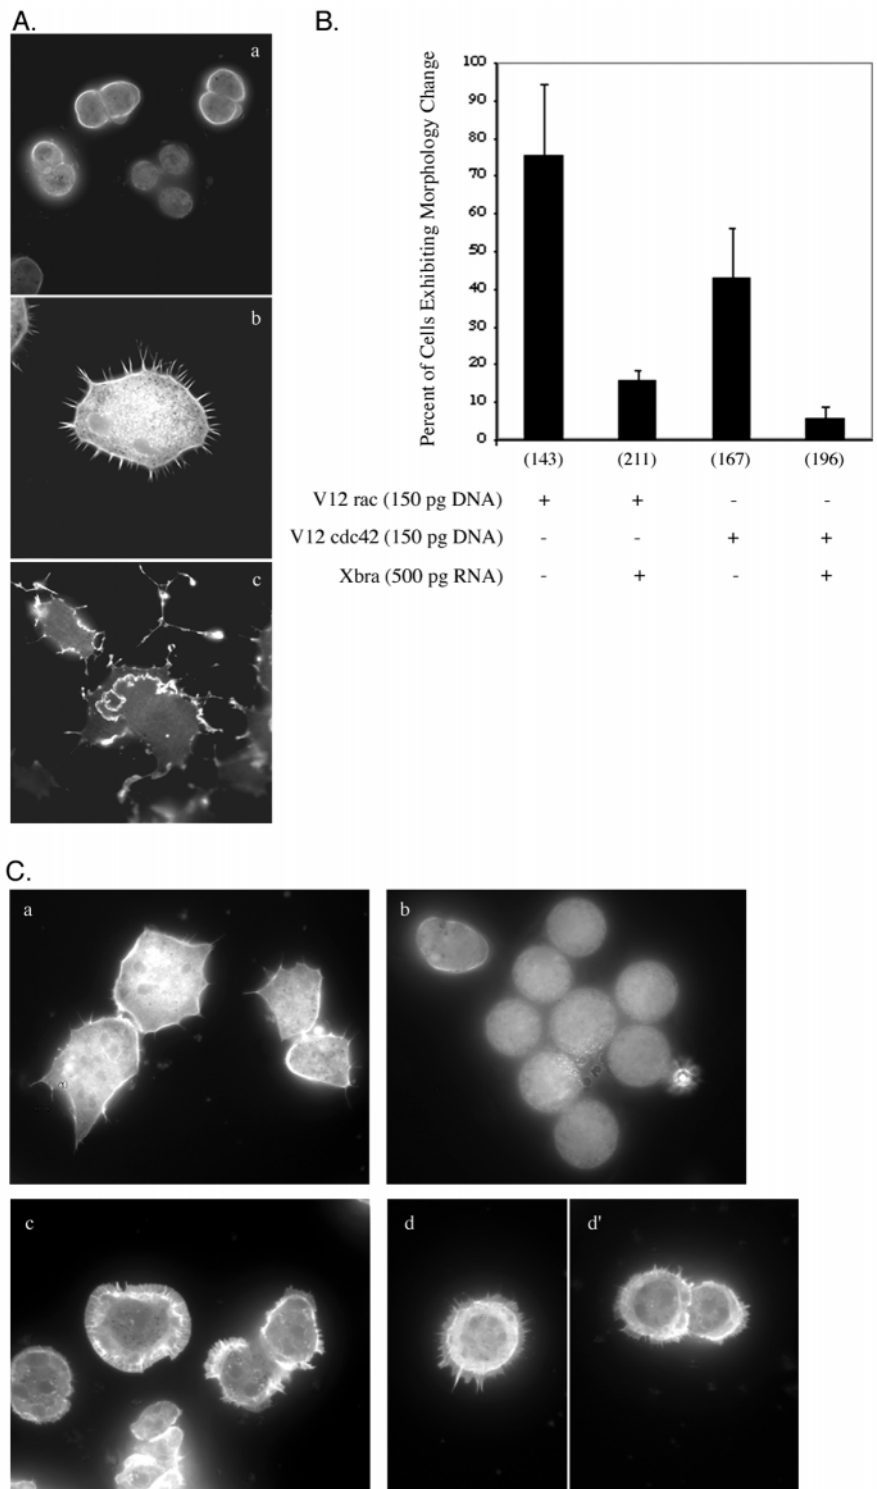 A.
a
b
c
B.
Percent of Cells Exhibiting Morphology Change
100
90
80
70
60
50
40
30
20
10
0
(143) (211) (167) (196)
V12 rac (150 pg DNA) + + - -
V12 cdc42 (150 pg DNA) - - + +
Xbra (500 pg RNA) - + - +
C.
a b
c d d'